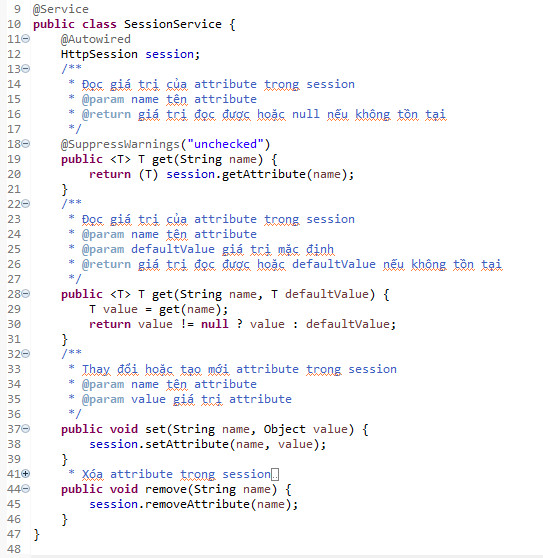 9 @Service
10 public class SessionService {
11 @Autowired
12 HttpSession session;
13 /**
14 * Đọc giá trị của attribute trong session
15 * @param name tên attribute
16 * @return giá trị đọc được hoặc null nếu không tồn tại
17 */
18 @SuppressWarnings("unchecked")
19 public <T> T get(String name) {
20 return (T) session.getAttribute(name);
21 }
22 /**
23 * Đọc giá trị của attribute trong session
24 * @param name tên attribute
25 * @param defaultValue giá trị mặc định
26 * @return giá trị đọc được hoặc defaultValue nếu không tồn tại
27 */
28 public <T> T get(String name, T defaultValue) {
29 T value = get(name);
30 return value != null ? value : defaultValue;
31 }
32 /**
33 * Thay đổi hoặc tạo mới attribute trong session
34 * @param name tên attribute
35 * @param value giá trị attribute
36 */
37 public void set(String name, Object value) {
38 session.setAttribute(name, value);
39 }
41 * Xóa attribute trong session
44 public void remove(String name) {
45 session.removeAttribute(name);
46 }
47 }
48